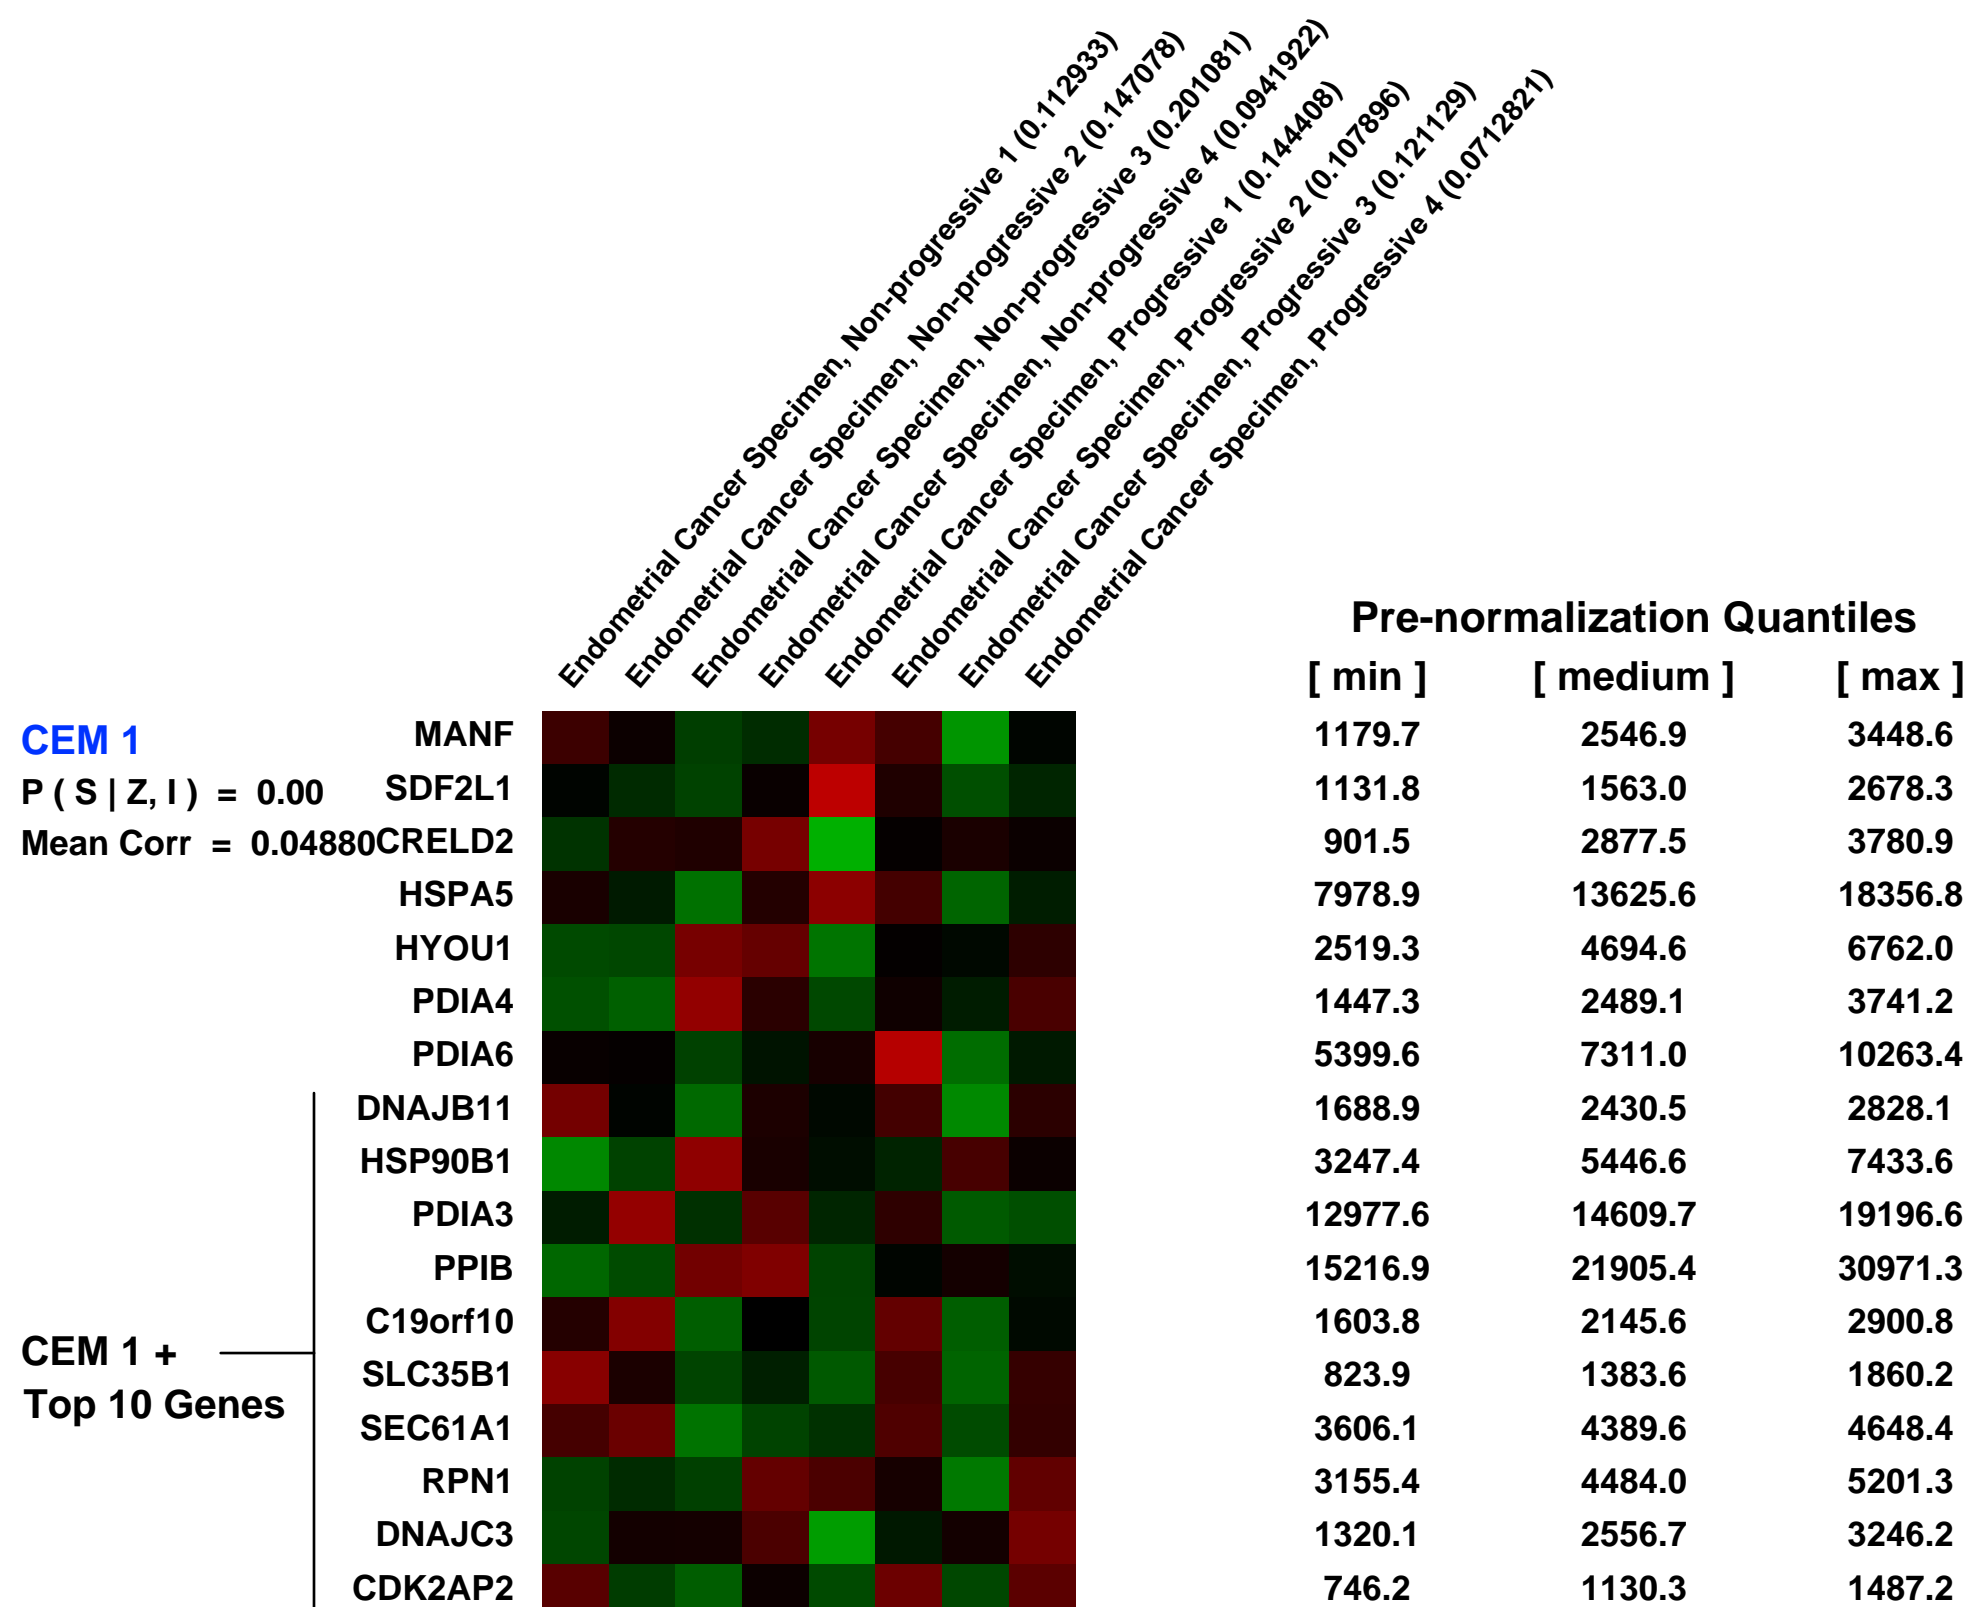 Endometrial Cancer Specimen, Non-progressive 1 (0.112933)
Endometrial Cancer Specimen, Non-progressive 2 (0.147078)
Endometrial Cancer Specimen, Non-progressive 3 (0.201081)
Endometrial Cancer Specimen, Non-progressive 4 (0.0941922)
Endometrial Cancer Specimen, Progressive 1 (0.144408)
Endometrial Cancer Specimen, Progressive 2 (0.107896)
Endometrial Cancer Specimen, Progressive 3 (0.121129)
Endometrial Cancer Specimen, Progressive 4 (0.0712821)
Pre-normalization Quantiles
[ min ] [ medium ] [ max ]
CEM 1 MANF 1179.7 2546.9 3448.6
P ( S | Z, I ) = 0.00 SDF2L1 1131.8 1563.0 2678.3
Mean Corr = 0.04880 CRELD2 901.5 2877.5 3780.9
HSPA5 7978.9 13625.6 18356.8
HYOU1 2519.3 4694.6 6762.0
PDIA4 1447.3 2489.1 3741.2
PDIA6 5399.6 7311.0 10263.4
DNAJB11 1688.9 2430.5 2828.1
HSP90B1 3247.4 5446.6 7433.6
PDIA3 12977.6 14609.7 19196.6
PPIB 15216.9 21905.4 30971.3
C19orf10 1603.8 2145.6 2900.8
CEM 1 +
SLC35B1 823.9 1383.6 1860.2
Top 10 Genes
SEC61A1 3606.1 4389.6 4648.4
RPN1 3155.4 4484.0 5201.3
DNAJC3 1320.1 2556.7 3246.2
CDK2AP2 746.2 1130.3 1487.2